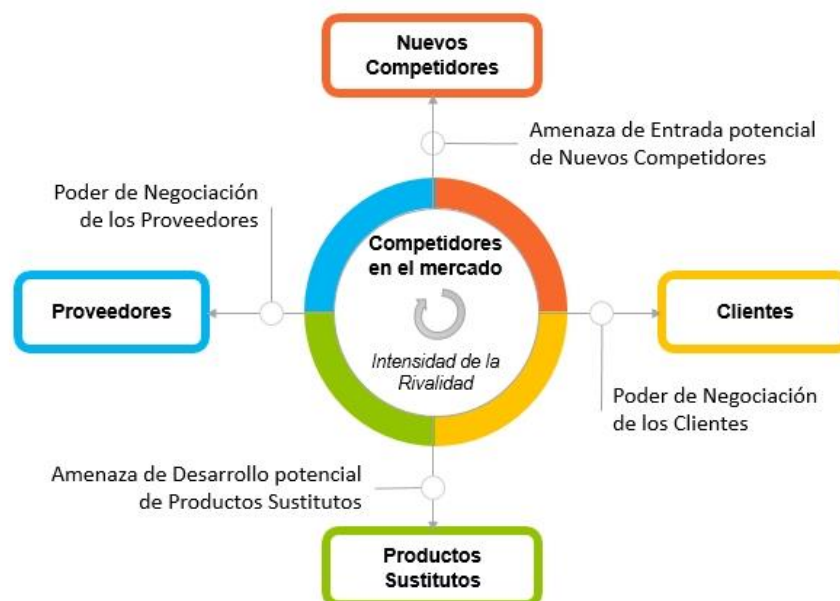 Nuevos
Competidores
Amenaza de Entrada potencial
de Nuevos Competidores
Poder de Negociación
de los Proveedores
Competidores
en el mercado
Proveedores
Clientes
Intensidad de la
Rivalidad
Poder de Negociación
de los Clientes
Amenaza de Desarrollo potencial
de Productos Sustitutos
Productos
Sustitutos